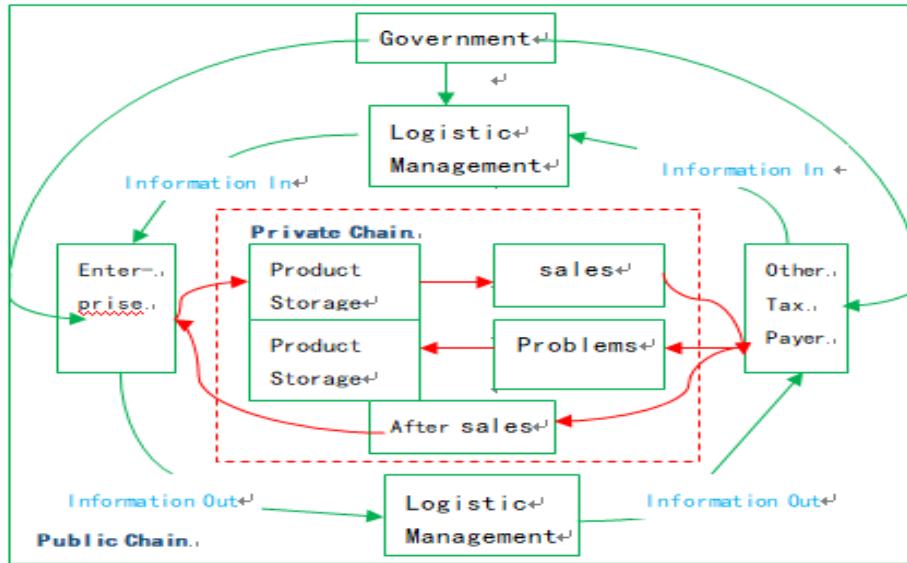 Government↵
↵
Logistic↵
Management↵
Information In↵
Information In ↵
Private Chain.↓
Enter-.↓
prise.↓
Product
Storage↵
sales↵
Other.↓
Tax.↓
Payer.↓
Product
Storage↵
Problems↵
After sales↵
Information Out↵
Logistic↵
Management↵
Information Out↵
Public Chain.↓